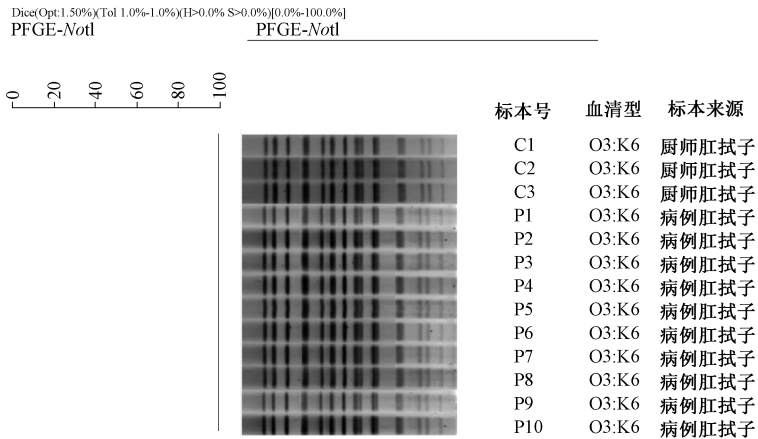 Dice(Opt:1.50%)(Tol 1.0%-1.0%)(H>0.0% S>0.0%)[0.0%-100.0%]
PFGE-NotI PFGE-NotI
0 20 40 60 80 100
标本号 血清型 标本来源
C1 O3:K6 厨师肛拭子
C2 O3:K6 厨师肛拭子
C3 O3:K6 厨师肛拭子
P1 O3:K6 病例肛拭子
P2 O3:K6 病例肛拭子
P3 O3:K6 病例肛拭子
P4 O3:K6 病例肛拭子
P5 O3:K6 病例肛拭子
P6 O3:K6 病例肛拭子
P7 O3:K6 病例肛拭子
P8 O3:K6 病例肛拭子
P9 O3:K6 病例肛拭子
P10 O3:K6 病例肛拭子